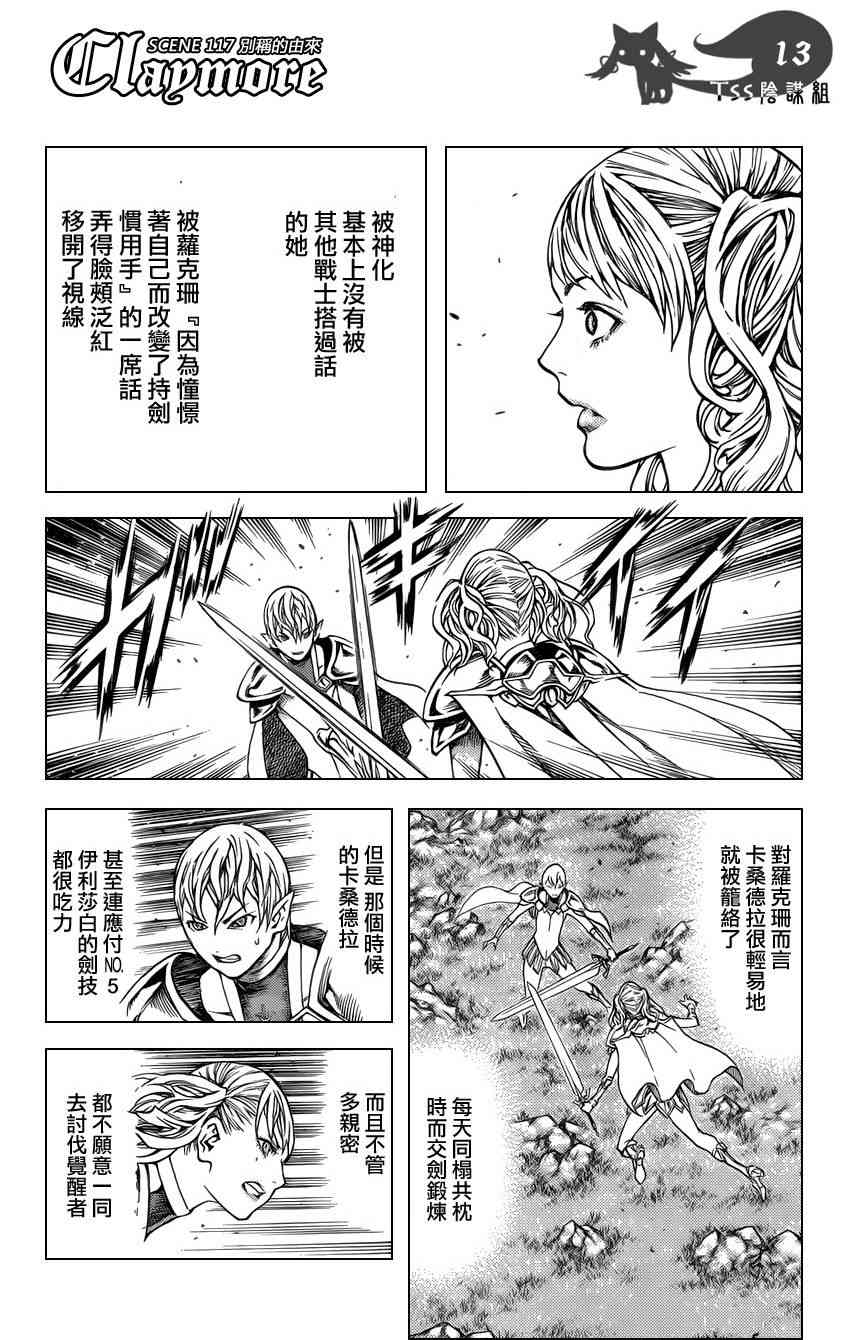 SCENE 117 別稱的由來
Claymore
13
Tss陰謀組
被神化
基本上沒有被
其他戰士搭過話
的她
被蘿克珊『因為憧憬
著自己而改變了持劍
慣用手』的一席話
弄得臉頰泛紅
移開了視線
ガガガッ
對羅克珊而言
卡桑德拉很輕易地
就被籠絡了
每天同榻共枕
時而交劍鍛煉
但是那個時候
的卡桑德拉
甚至連應付NO.5
伊利莎白的劍技
都很吃力
而且不管
多親密
都不願意一同
去討伐覺醒者